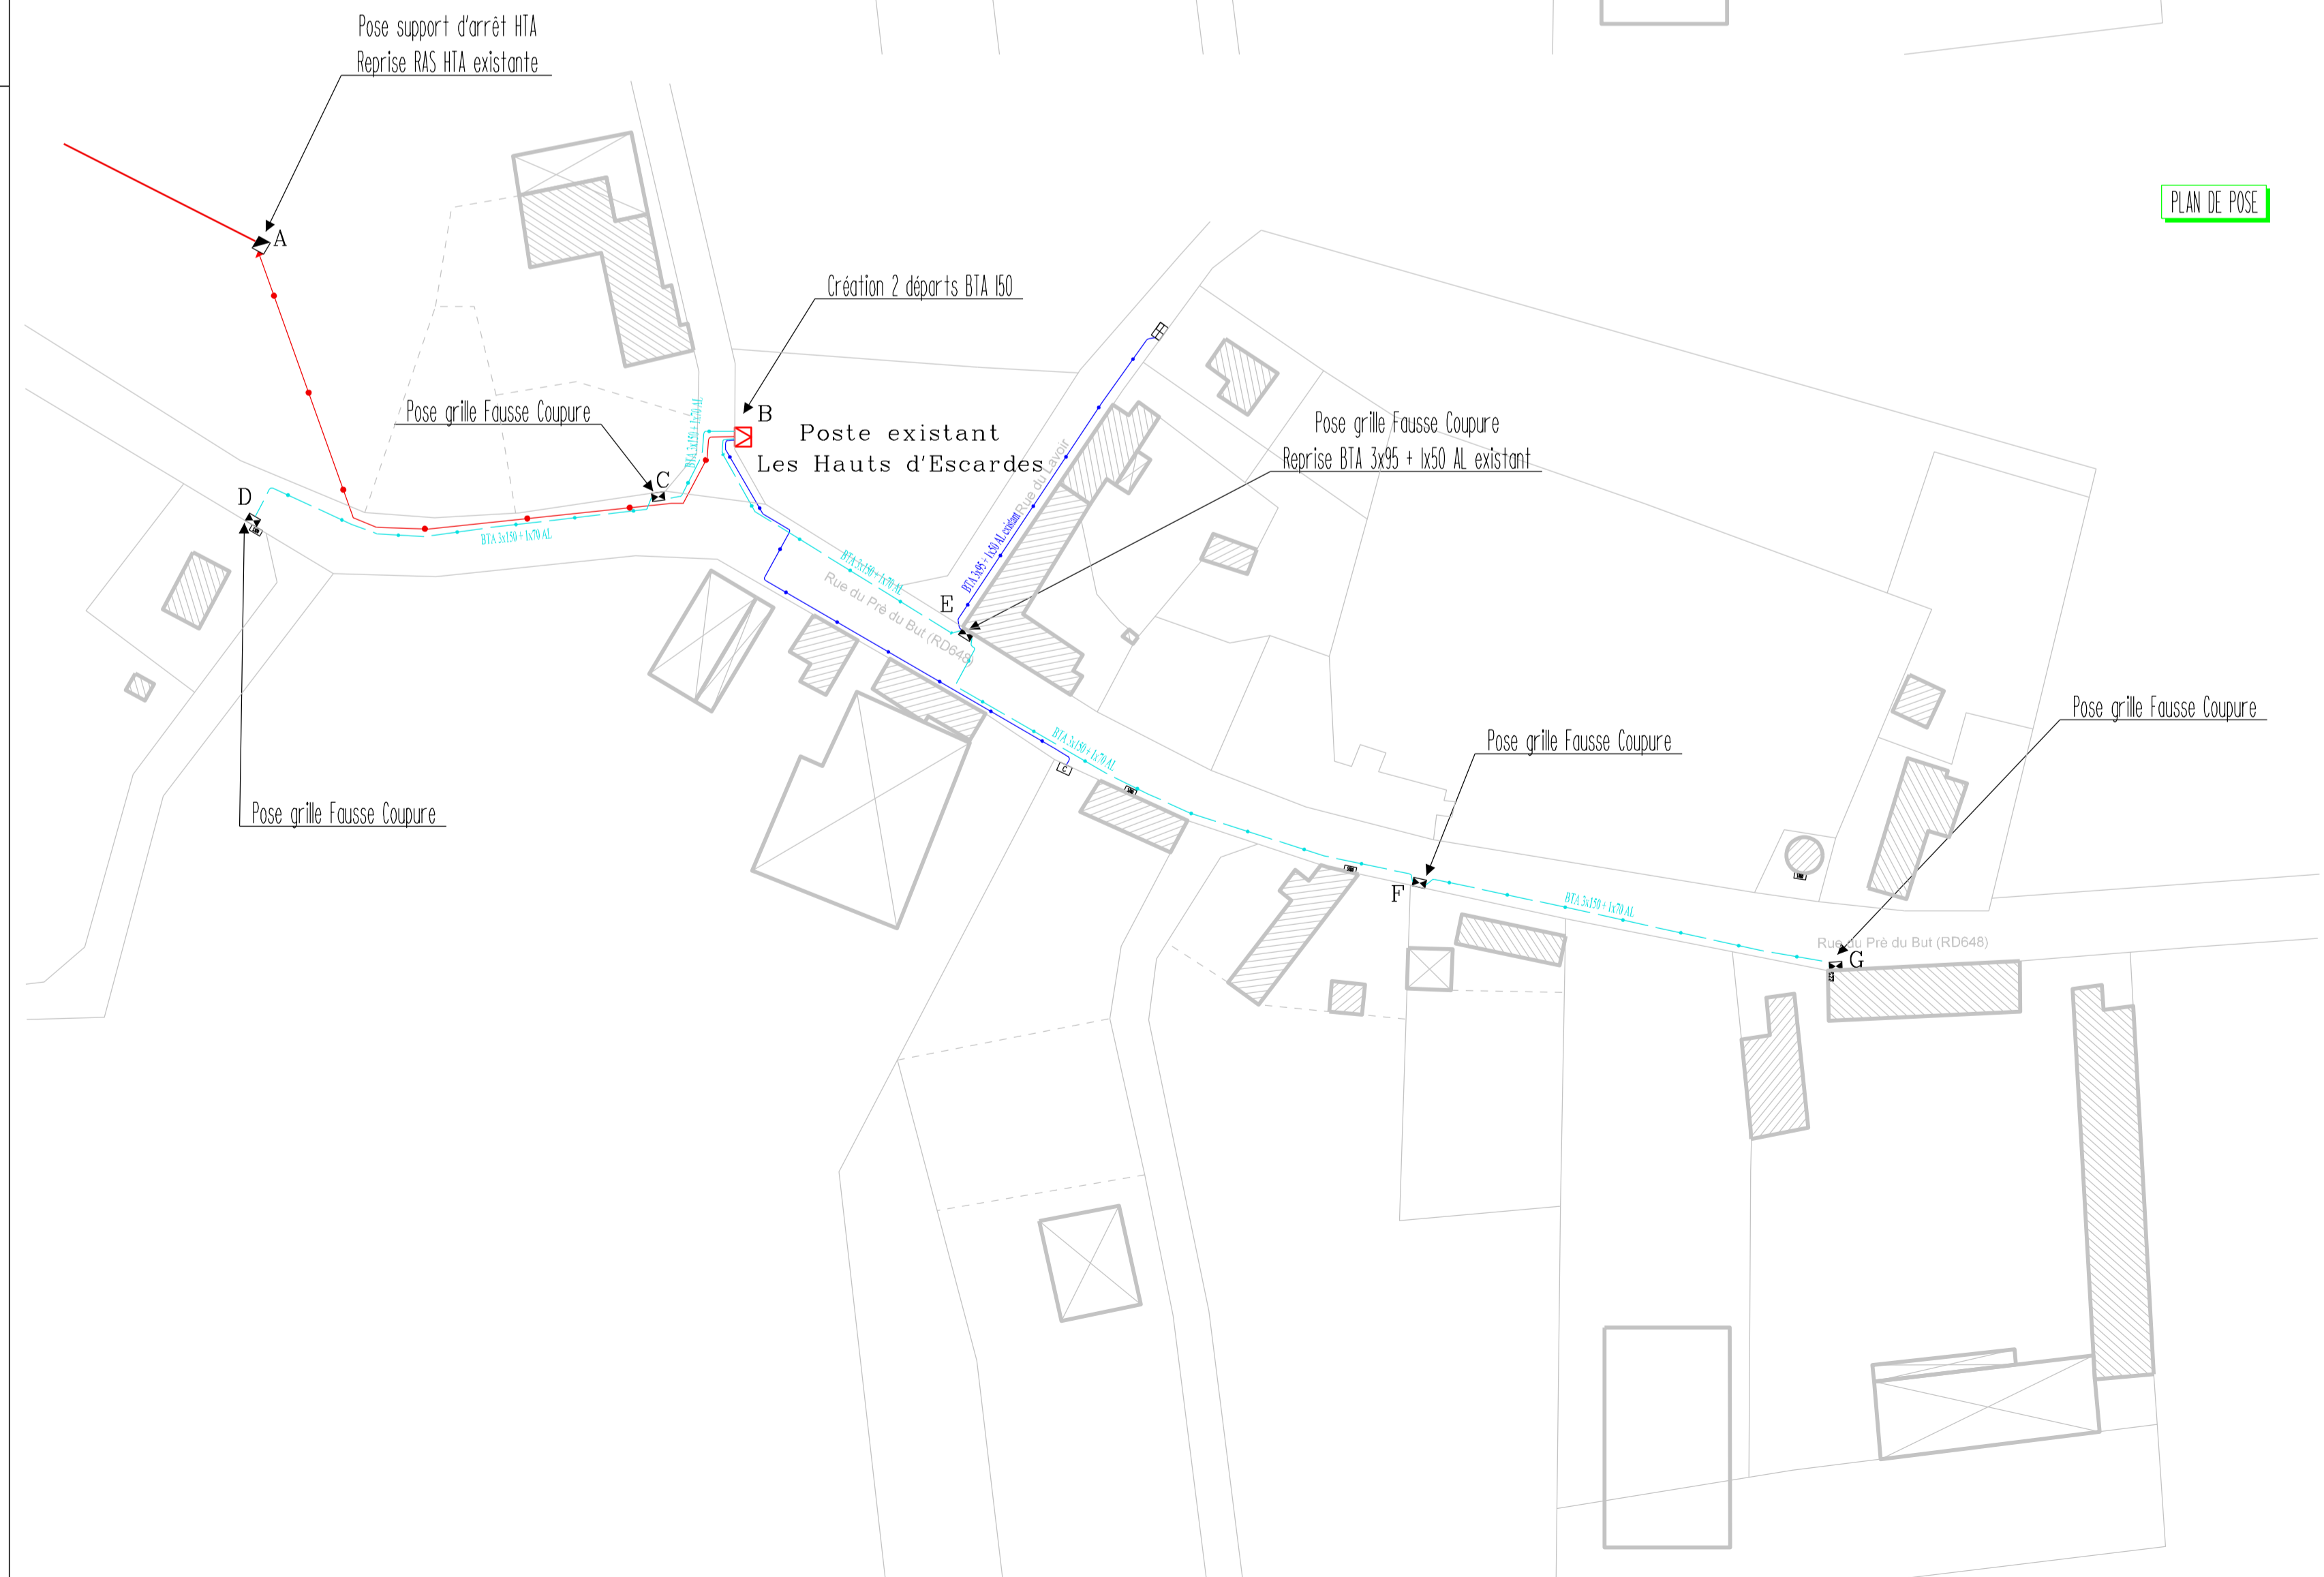 Pose support d'arrêt HTA
Reprise RAS HTA existante
PLAN DE POSE
A
Création 2 départs BTA 150
Pose grille Fausse Coupure
B
BTA 3x150 + 1x70 AL
Poste existant
Les Hauts d'Escardes
Pose grille Fausse Coupure
Reprise BTA 3x95 + 1x50 AL existant
Rue du Lavoir
C
D
BTA 3x150 + 1x70 AL
BTA 3x95 + 1x50 AL existant
BTA 3x150 + 1x70 AL
Rue du Pré du But (RD648)
E
Pose grille Fausse Coupure
Pose grille Fausse Coupure
BTA 3x150 + 1x70 AL
C
Pose grille Fausse Coupure
F
BTA 3x150 + 1x70 AL
Rue du Pré du But (RD648)
G